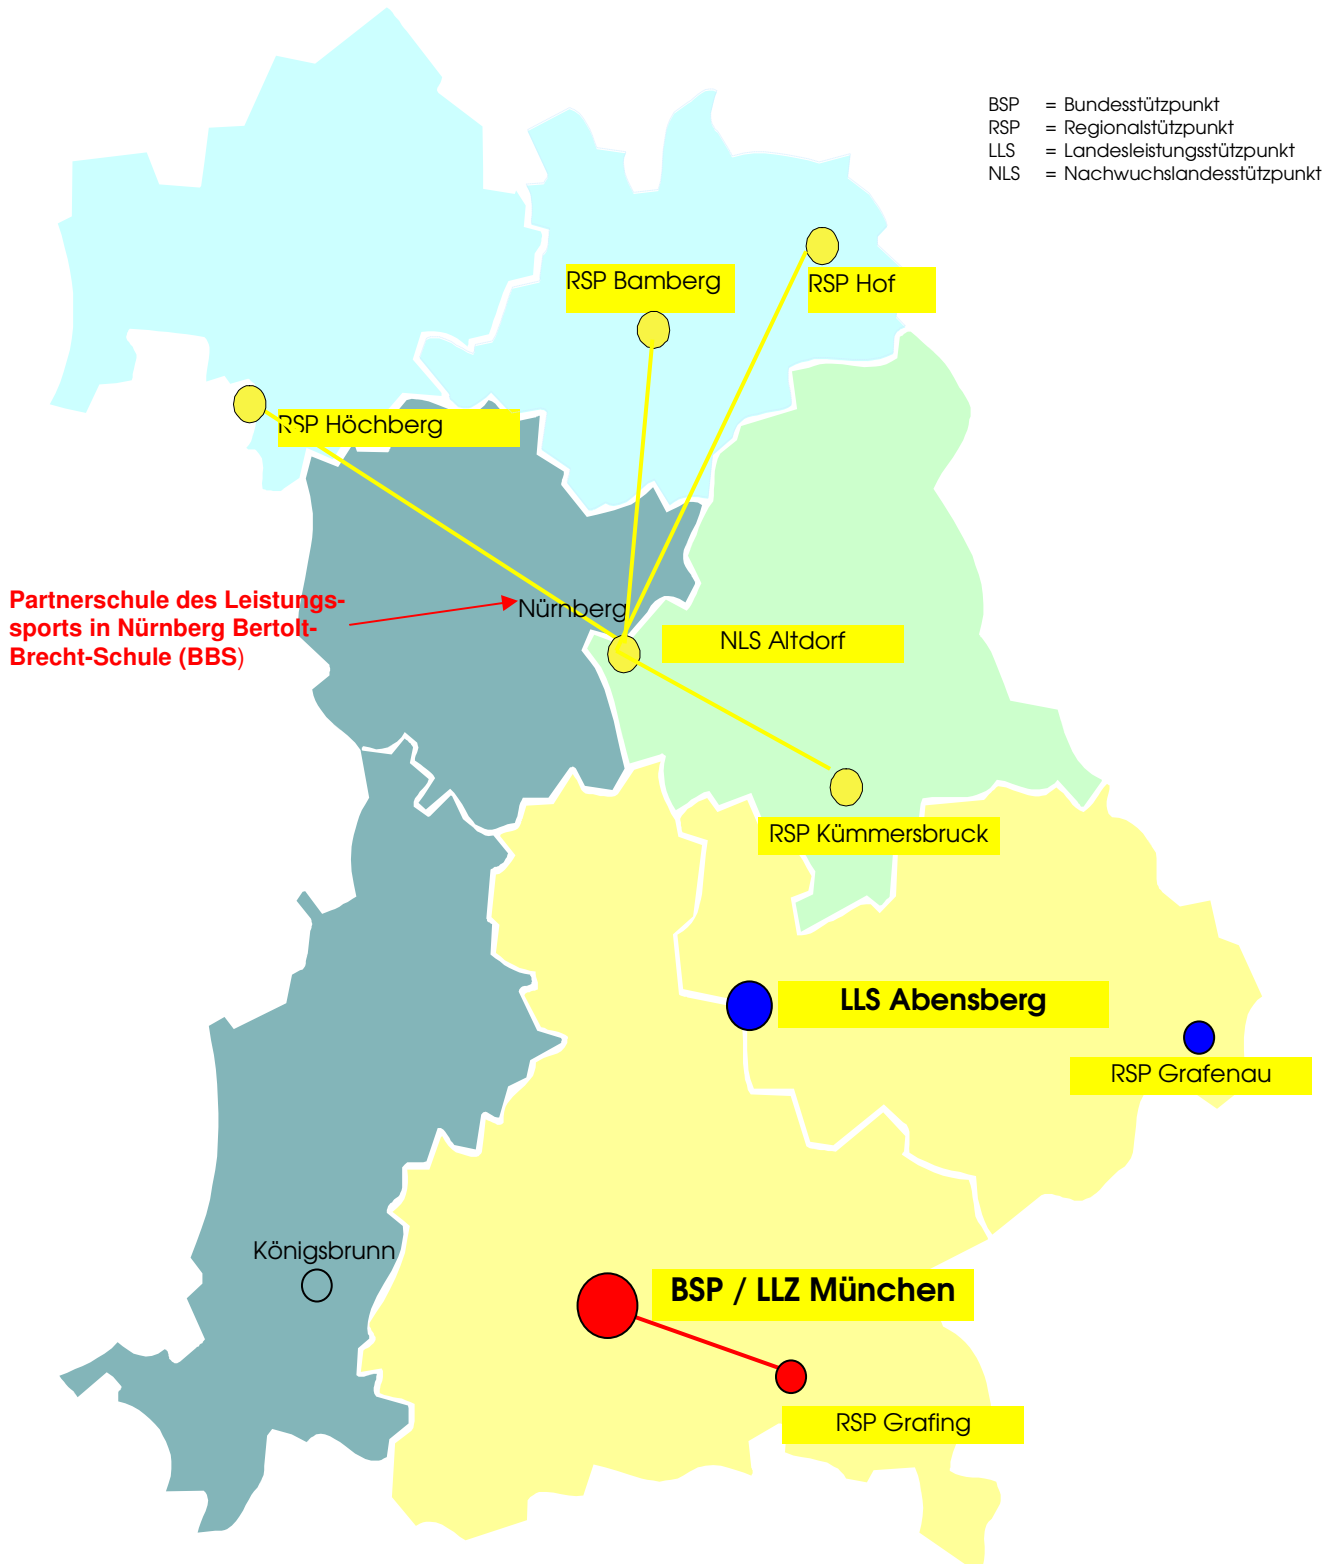 BSP = Bundesstützpunkt
RSP = Regionalstützpunkt
LLS = Landesleistungsstützpunkt
NLS = Nachwuchslandesstützpunkt
RSP Bamberg
RSP Hof
RSP Höchberg
Partnerschule des Leistungs-
sports in Nürnberg Bertolt-
Brecht-Schule (BBS)
Nürnberg
NLS Altdorf
RSP Kümmersbruck
LLS Abensberg
RSP Grafenau
Königsbrunn
BSP / LLZ München
RSP Grafing